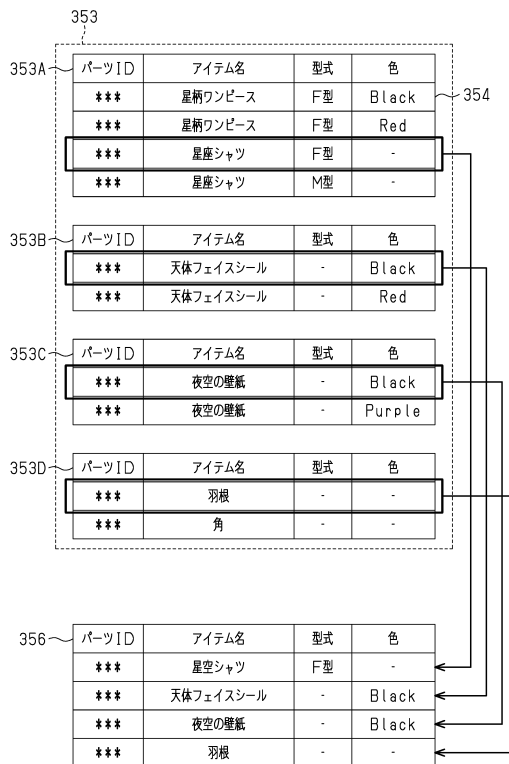 353
353A パーツID アイテム名 型式 色
*** 星柄ワンピース F型 Black 354
*** 星柄ワンピース F型 Red
*** 星座シャツ F型 -
*** 星座シャツ M型 -
353B パーツID アイテム名 型式 色
*** 天体フェイスシール - Black
*** 天体フェイスシール - Red
353C パーツID アイテム名 型式 色
*** 夜空の壁紙 - Black
*** 夜空の壁紙 - Purple
353D パーツID アイテム名 型式 色
*** 羽根 - -
*** 角 - -
356 パーツID アイテム名 型式 色
*** 星空シャツ F型 -
*** 天体フェイスシール - Black
*** 夜空の壁紙 - Black
*** 羽根 - -